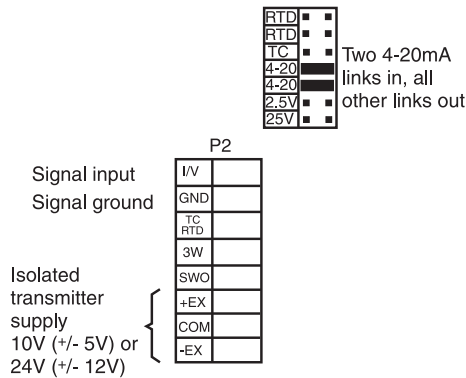 RTD
RTD
TC
4-20
4-20
2.5V
25V
Two 4-20mA
links in, all
other links out
P2
Signal input
I/V
Signal ground
GND
TC
RTD
3W
SWO
Isolated
transmitter
supply
10V (+/- 5V) or
24V (+/- 12V)
+EX
COM
-EX